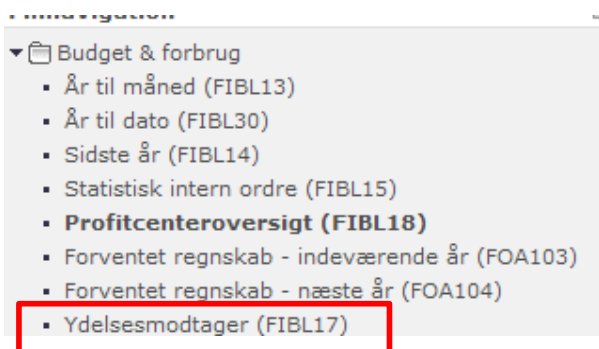 Budget & forbrug
År til måned (FIBL13)
År til dato (FIBL30)
Sidste år (FIBL14)
Statistisk intern ordre (FIBL15)
Profitcenteroversigt (FIBL18)
Forventet regnskab - indeværende år (FOA103)
Forventet regnskab - næste år (FOA104)
Ydelsesmodtager (FIBL17)